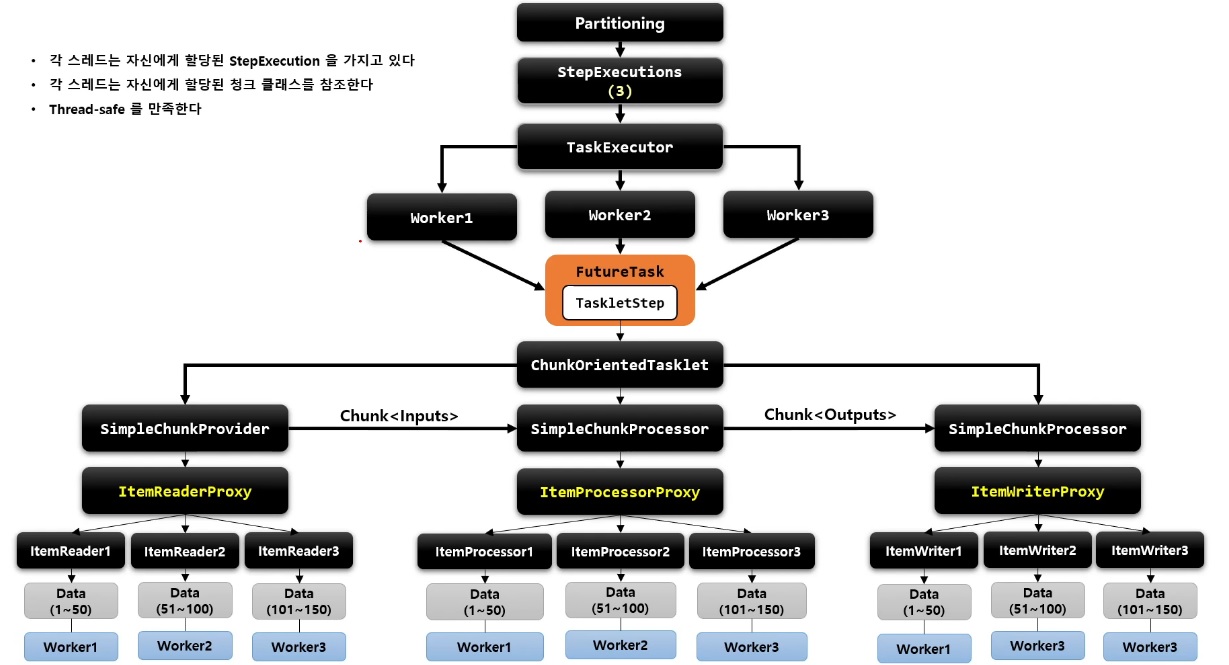 Partitioning
• 각 스레드는 자신에게 할당된 StepExecution 을 가지고 있다
• 각 스레드는 자신에게 할당된 청크 클래스를 참조한다
• Thread-safe 를 만족한다
StepExecutions
(3)
TaskExecutor
Worker1
Worker2
Worker3
FutureTask
TaskletStep
ChunkOrientedTasklet
SimpleChunkProvider
Chunk<Inputs>
SimpleChunkProcessor
Chunk<Outputs>
SimpleChunkProcessor
ItemReaderProxy
ItemProcessorProxy
ItemWriterProxy
ItemReader1
ItemReader2
ItemReader3
ItemProcessor1
ItemProcessor2
ItemProcessor3
ItemWriter1
ItemWriter2
ItemWriter3
Data
(1~50)
Data
(51~100)
Data
(101~150)
Data
(1~50)
Data
(51~100)
Data
(101~150)
Data
(1~50)
Data
(51~100)
Data
(101~150)
Worker1
Worker2
Worker3
Worker1
Worker2
Worker3
Worker1
Worker3
Worker3